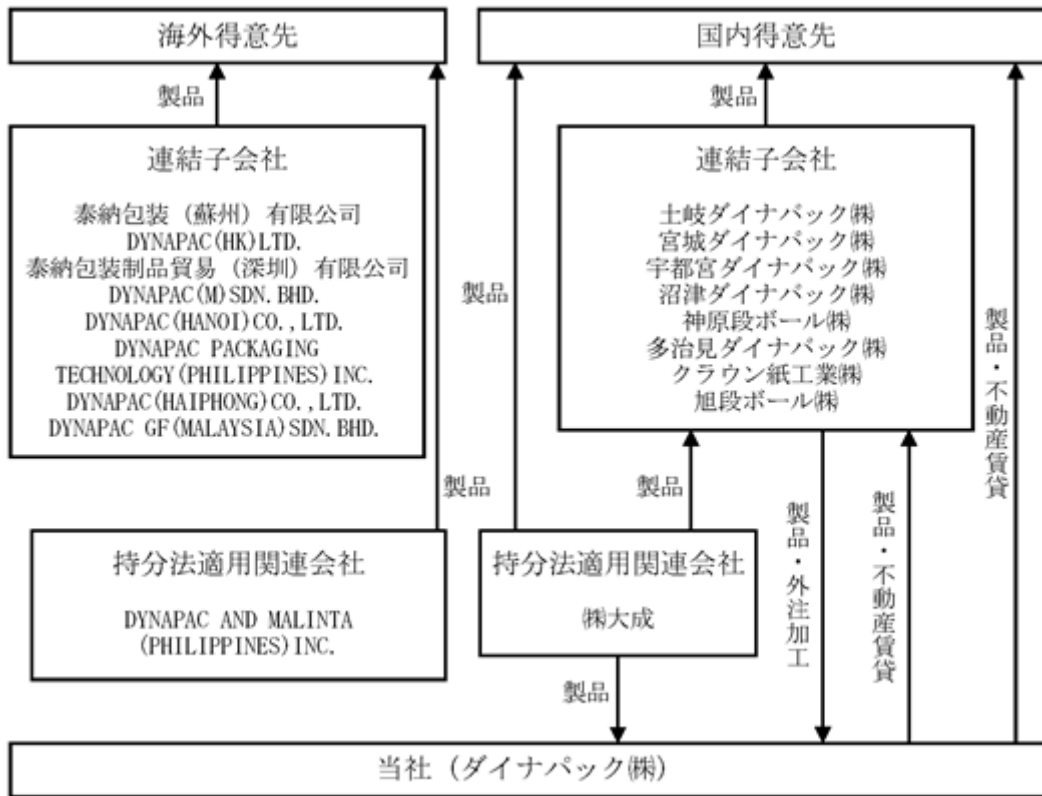 海外得意先
国内得意先
製品
製品
連結子会社
泰納包装（蘇州）有限公司
DYNAPAC(HK)LTD.
泰納包装制品貿易（深圳）有限公司
DYNAPAC(M)SDN.BHD.
DYNAPAC(HANOI)CO.,LTD.
DYNAPAC PACKAGING
TECHNOLOGY(PHILIPPINES)INC.
DYNAPAC(HAIPHONG)CO.,LTD.
DYNAPAC GF(MALAYSIA)SDN.BHD.
製品
連結子会社
土岐ダイナパック㈱
宮城ダイナパック㈱
宇都宮ダイナパック㈱
沼津ダイナパック㈱
神原段ボール㈱
多治見ダイナパック㈱
クラウン紙工業㈱
旭段ボール㈱
製品・不動産賃貸
製品
製品
製品・外注加工
製品・不動産賃貸
持分法適用関連会社
DYNAPAC AND MALINTA
(PHILIPPINES)INC.
持分法適用関連会社
㈱大成
製品
当社（ダイナパック㈱）